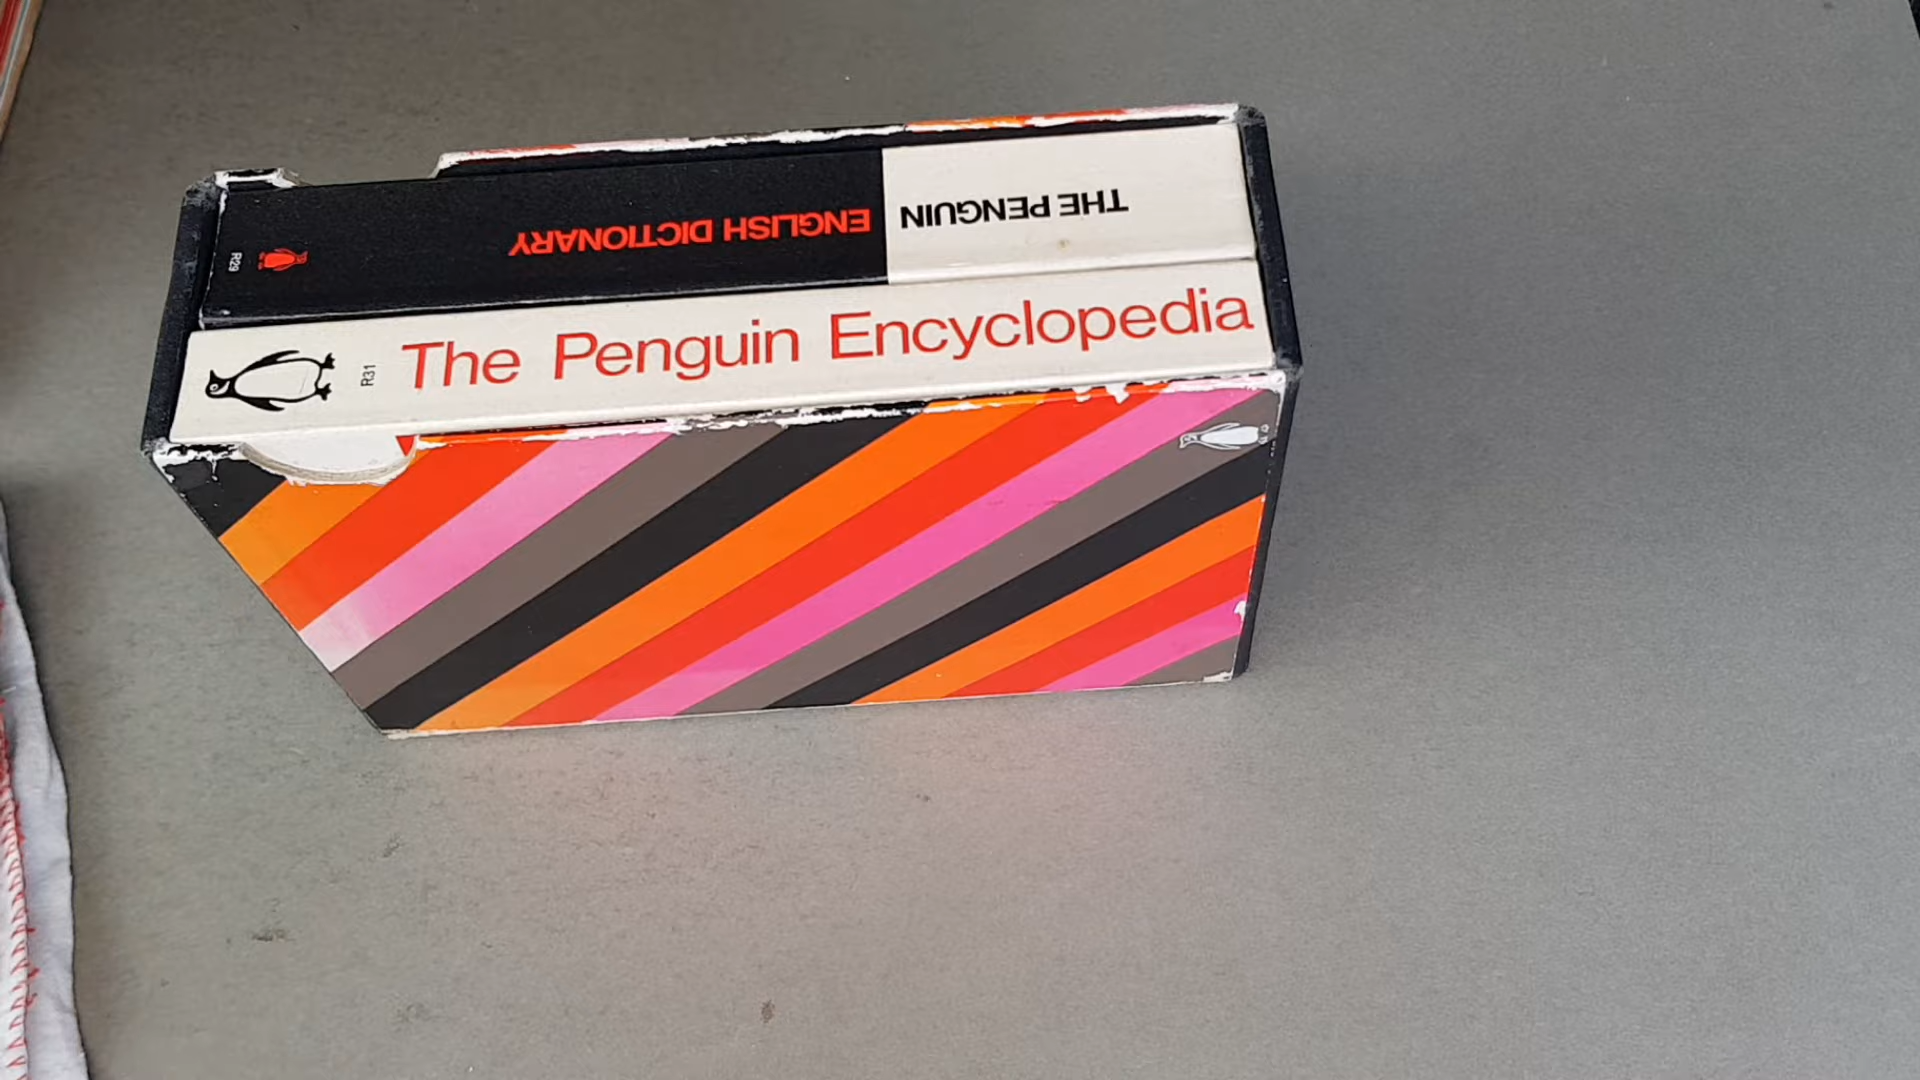 THE PENGUIN
ENGLISH DICTIONARY
R29
R31
The Penguin Encyclopedia